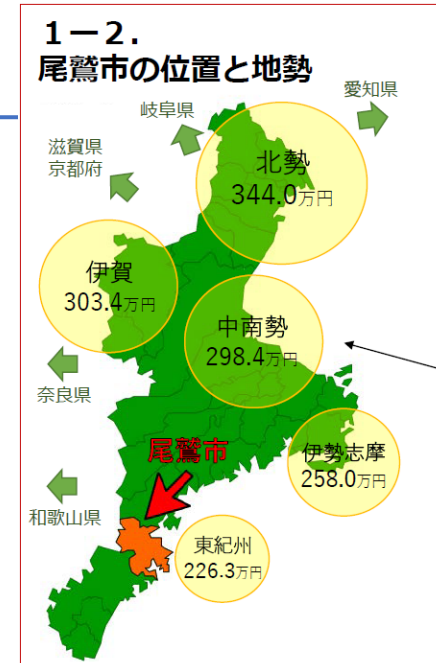 1-2.
尾鷲市の位置と地勢
愛知県
岐阜県
滋賀県
京都府
北勢
344.0万円
伊賀
303.4万円
中南勢
298.4万円
奈良県
伊勢志摩
258.0万円
尾鷲市
和歌山県
東紀州
226.3万円